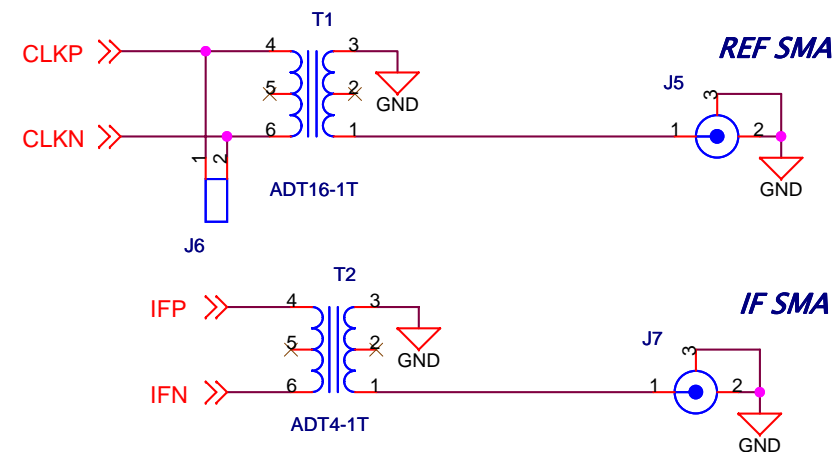 T1
REF SMA
CLKP
4
3
5
2
GND
J5
3
CLKN
6
1
1
2
GND
1
2
ADT16-1T
J6
T2
IF SMA
IFP
4
3
5
2
GND
J7
3
IFN
6
1
1
2
ADT4-1T
GND